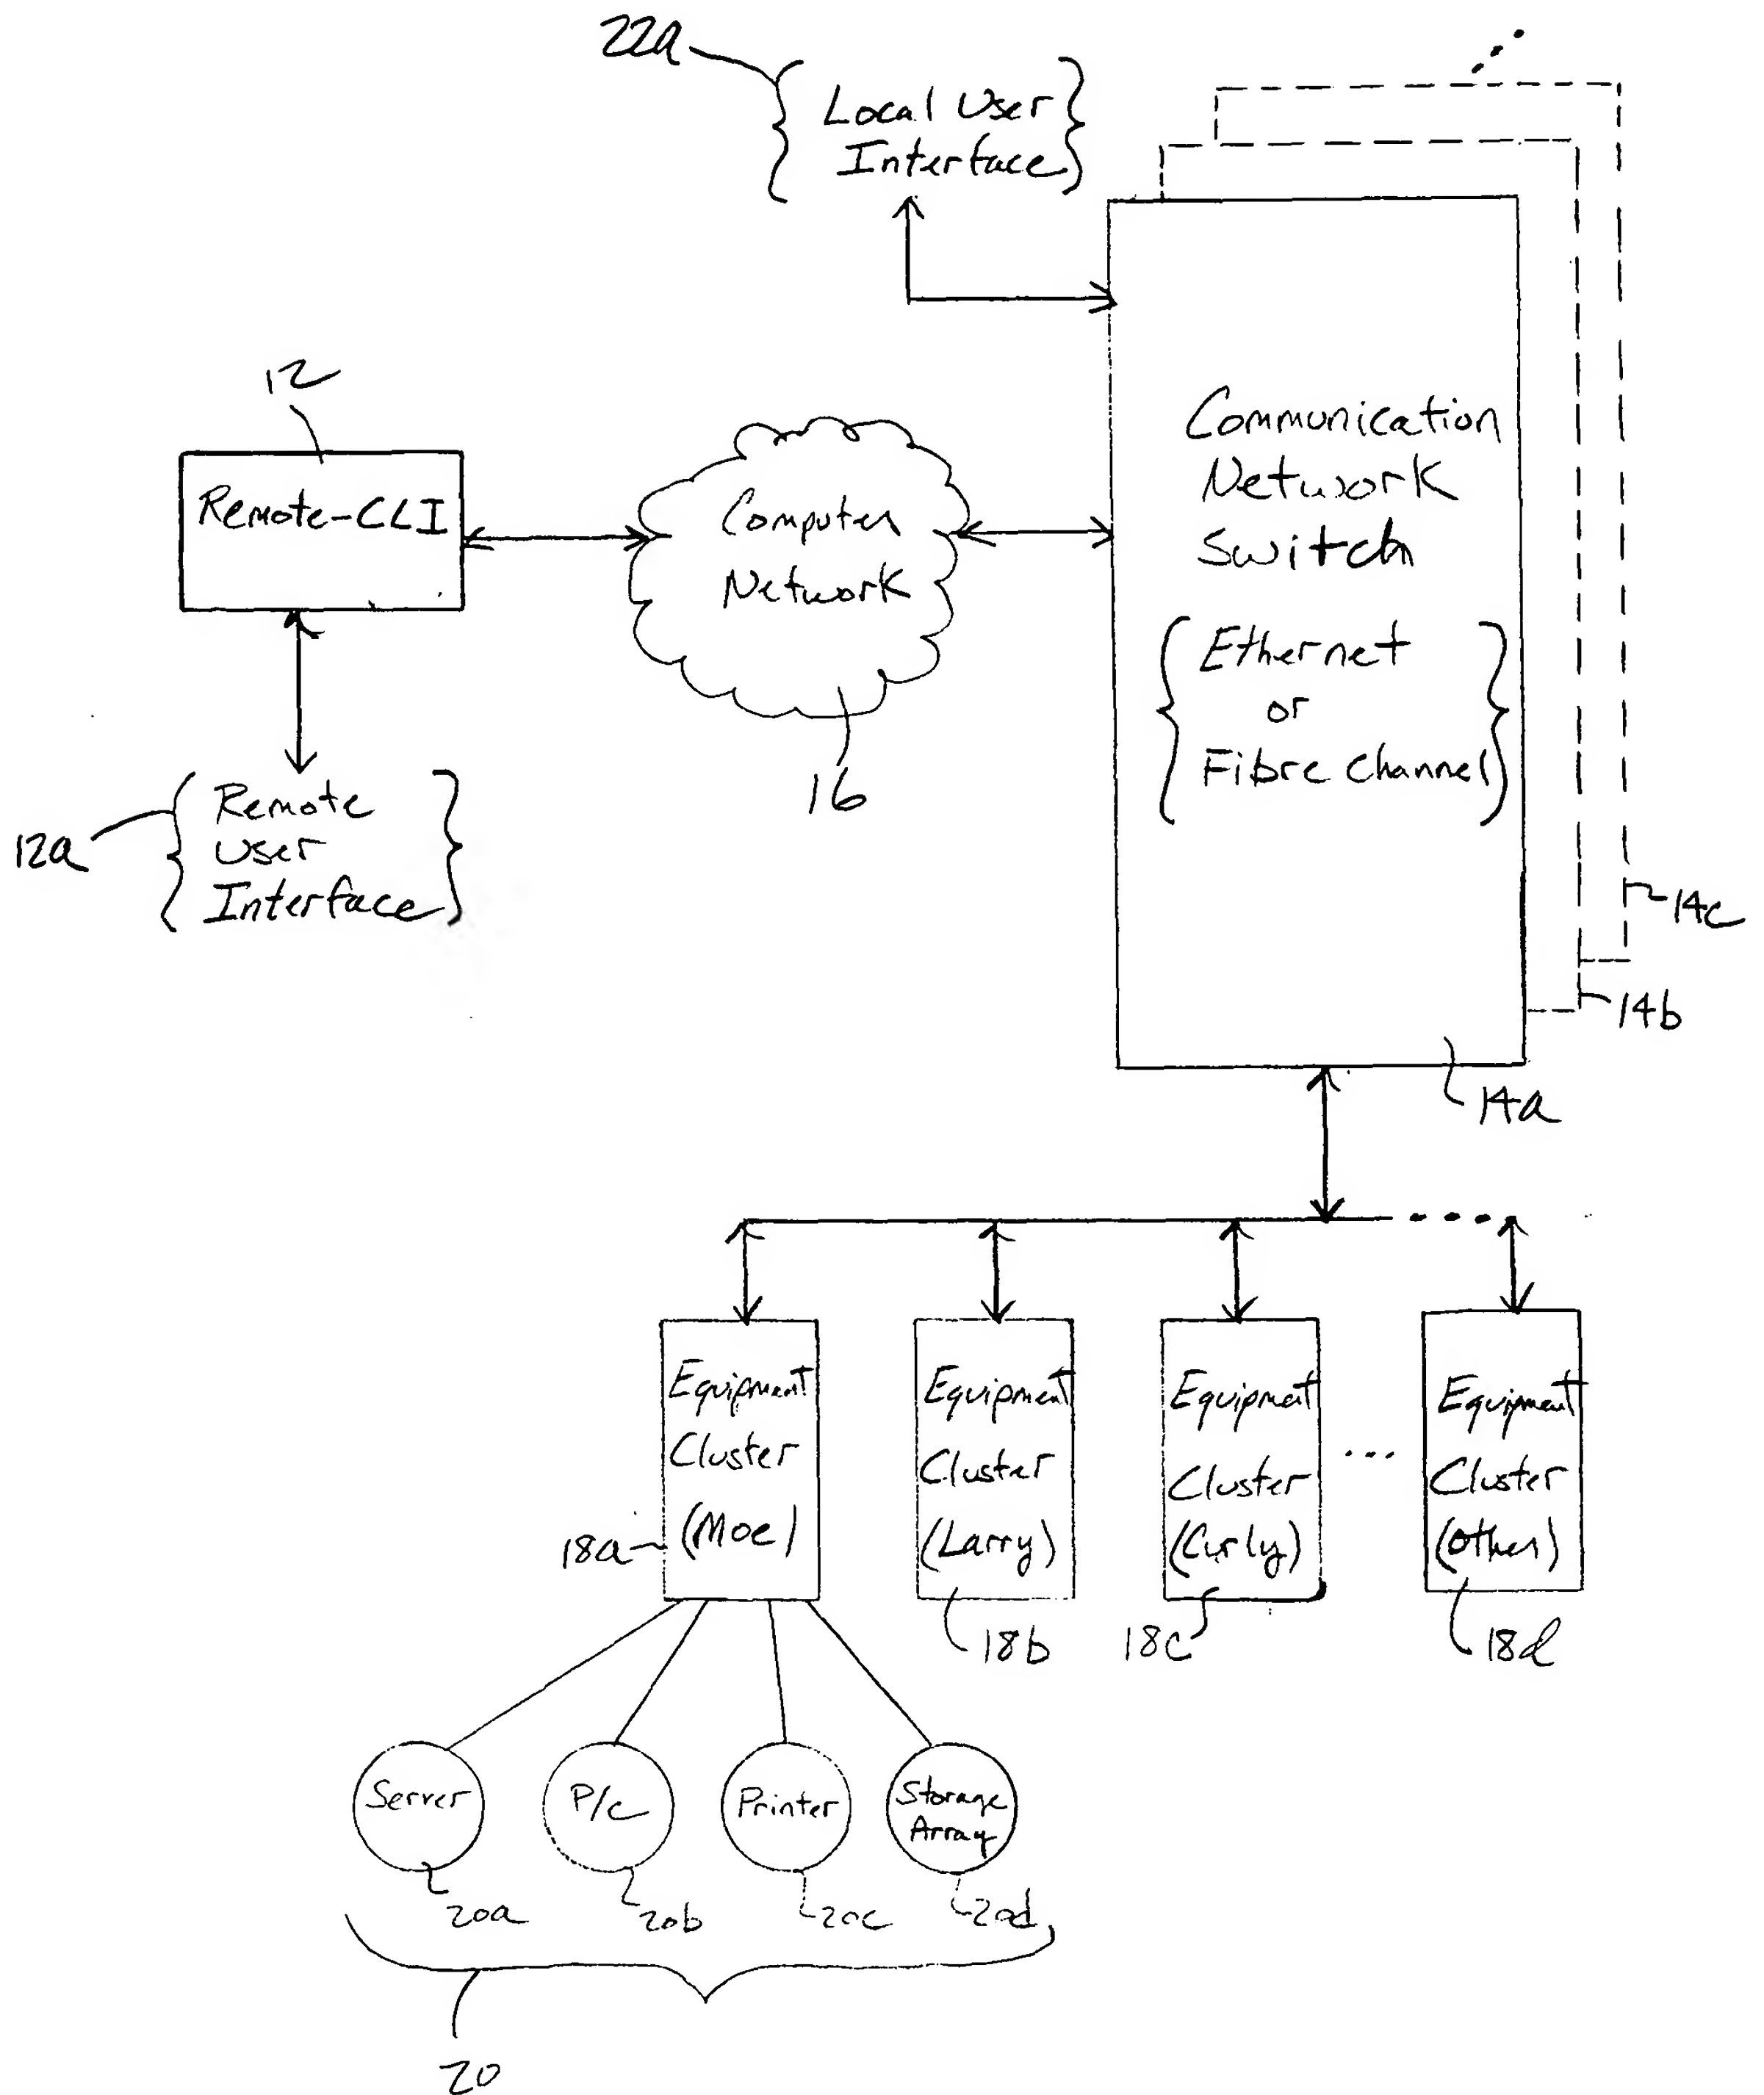 22a
{ Local User }
Interface
12
Remote-CLI
Computer
Network
Communication
Network
Switch
{ Ethernet
or
Fibre Channel }
16
12a
{ Remote
User
Interface }
14c
14b
14a
Equipment
Cluster
(Moe)
Equipment
Cluster
(Larry)
Equipment
Cluster
(Curly)
...
Equipment
Cluster
(Other)
18a
18b
18c
18d
Server
P/C
Printer
Storage
Array
20a
20b
20c
20d
20